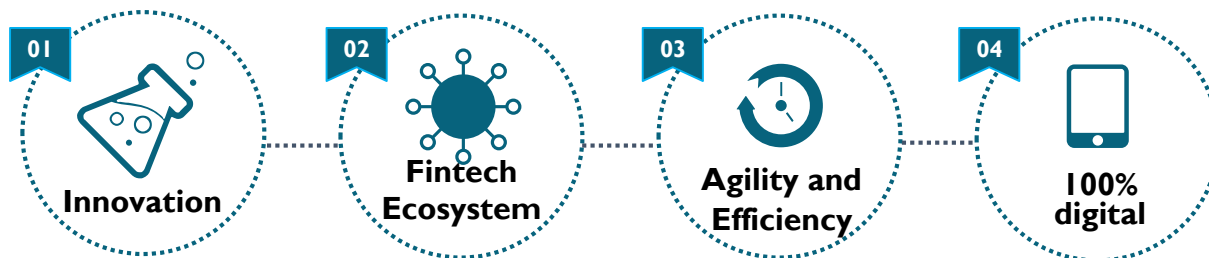 01
Innovation
02
Fintech
Ecosystem
03
Agility and
Efficiency
04
100%
digital